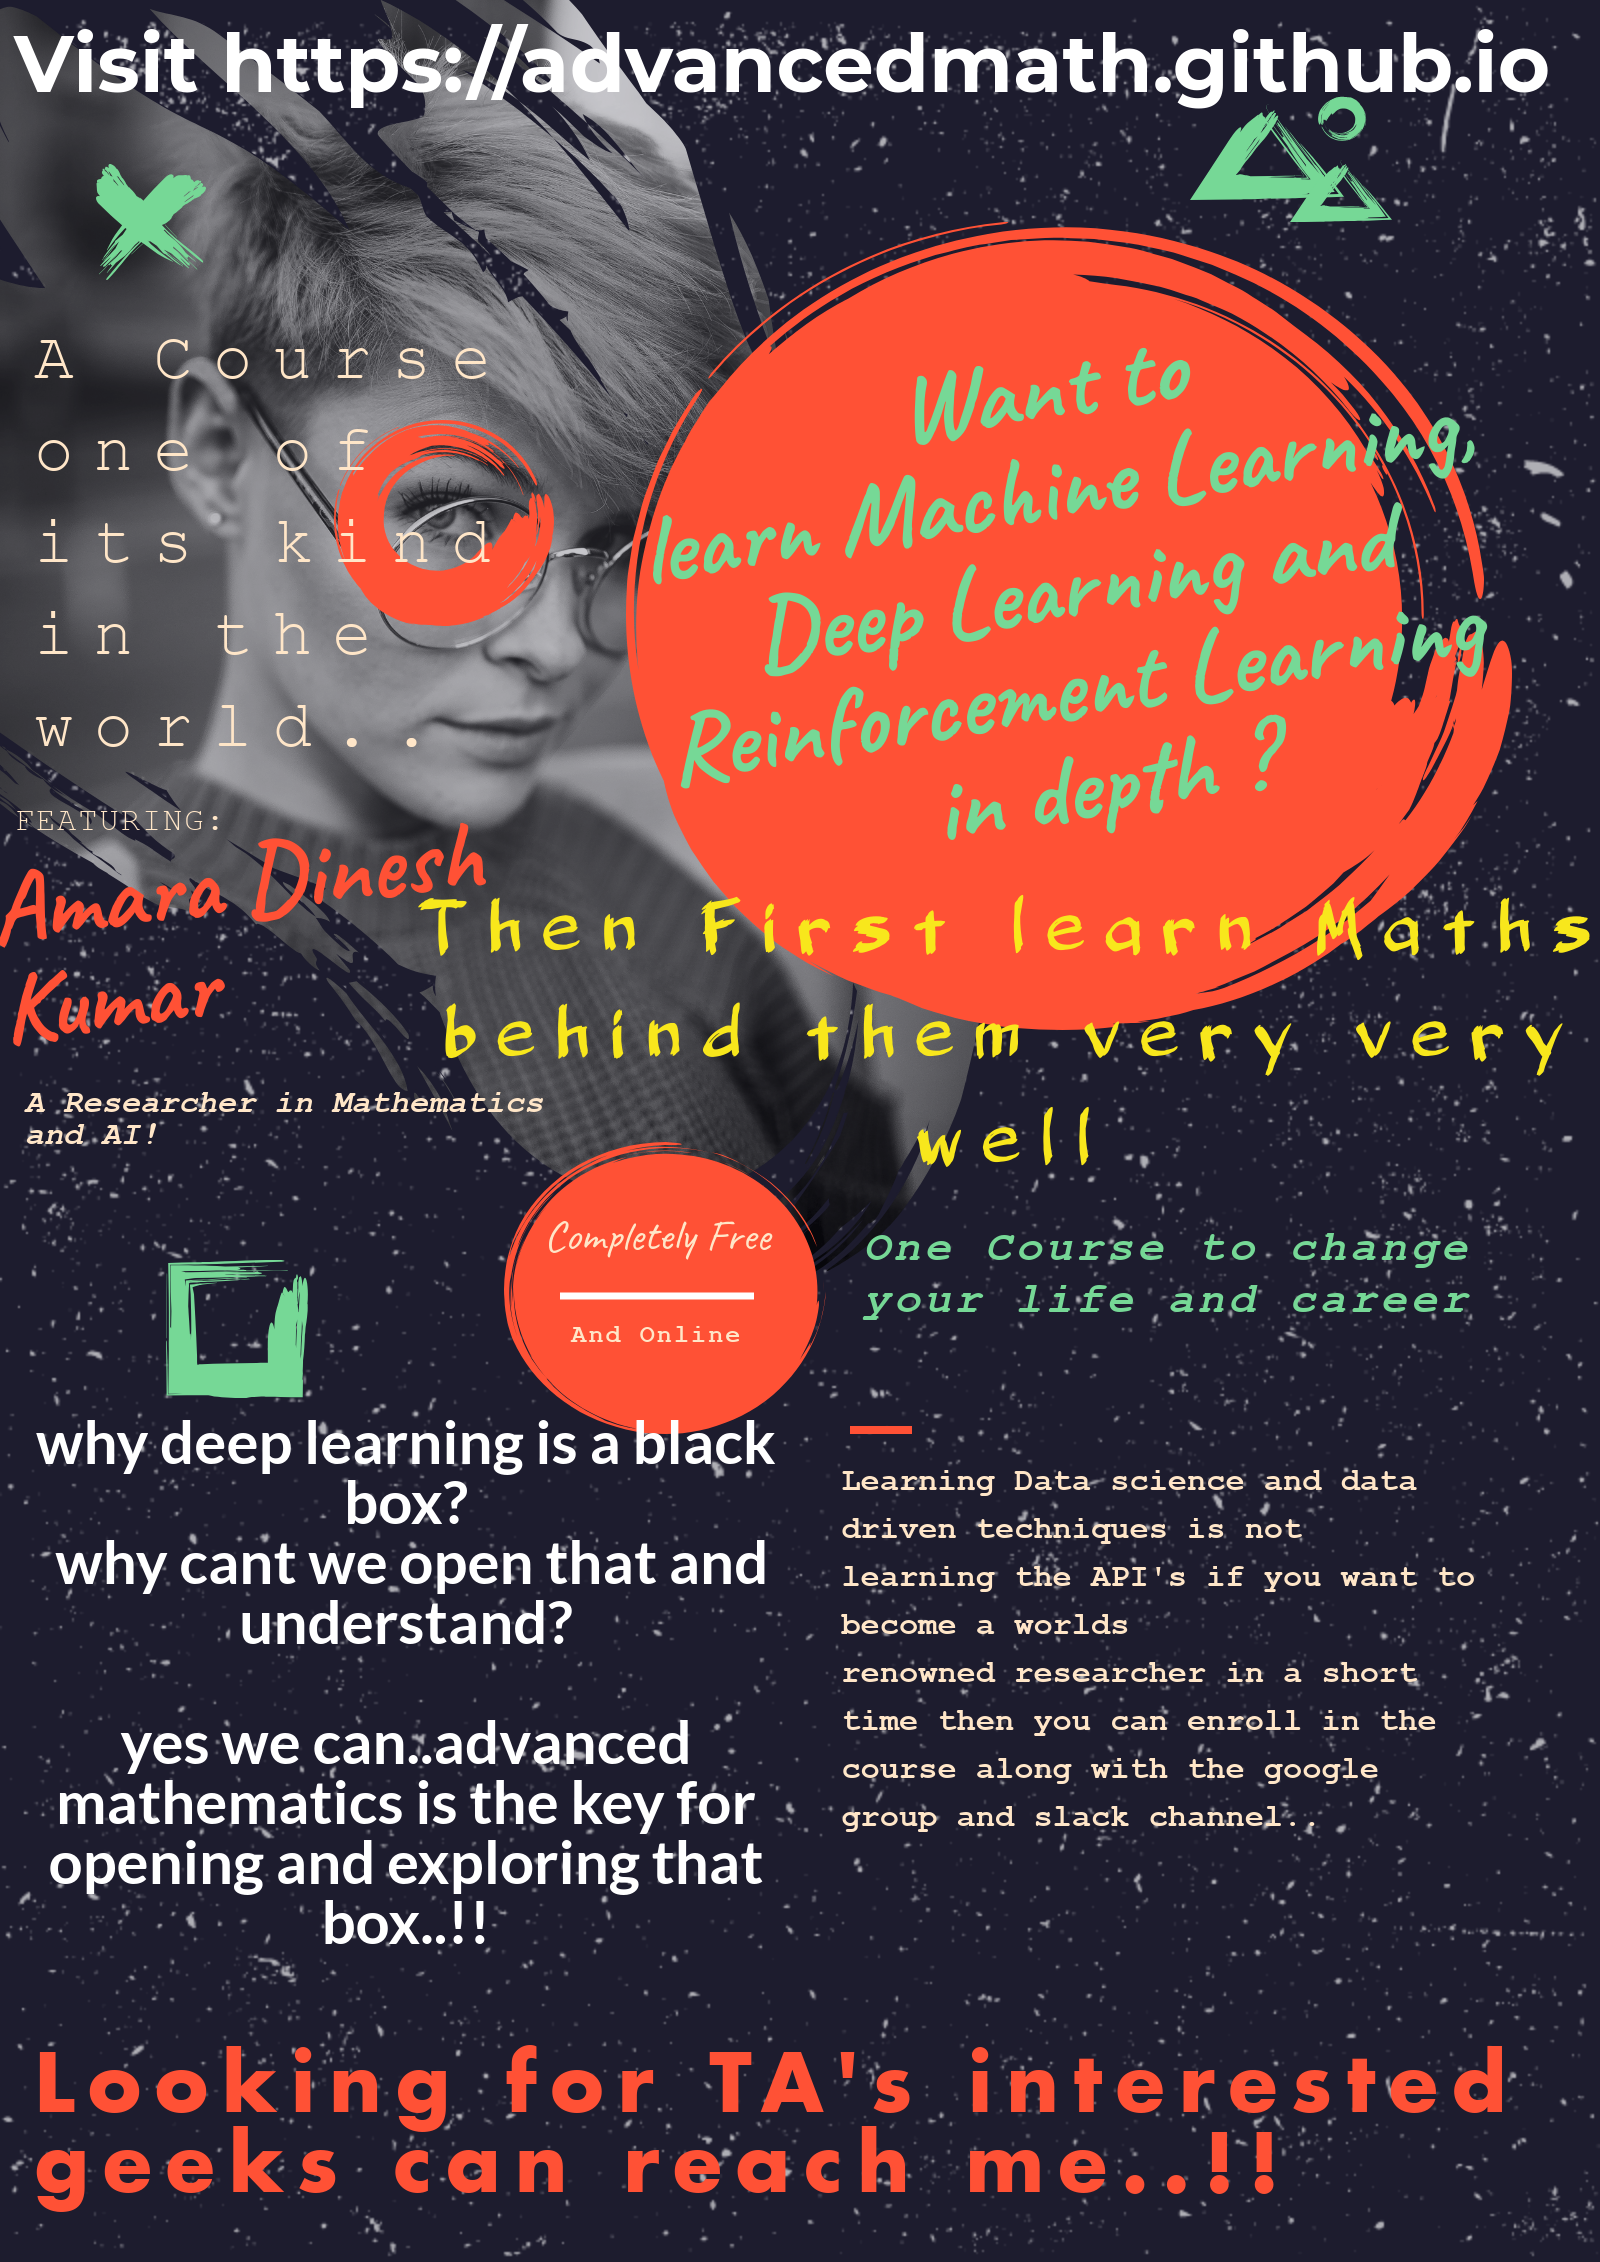 Visit https://advancedmath.github.io
A Course
one of
its kind
in the
world..
Want to
learn Machine Learning,
Deep Learning and
Reinforcement Learning
in depth ?
FEATURING:
Amara Dinesh
Kumar
A Researcher in Mathematics
and AI!
Then First learn Maths
behind them very very
well
Completely Free
And Online
One Course to change
your life and career
why deep learning is a black
box?
why cant we open that and
understand?
yes we can..advanced
mathematics is the key for
opening and exploring that
box..!!
Learning Data science and data
driven techniques is not
learning the API's if you want to
become a worlds
renowned researcher in a short
time then you can enroll in the
course along with the google
group and slack channel..
Looking for TA's interested
geeks can reach me..!!